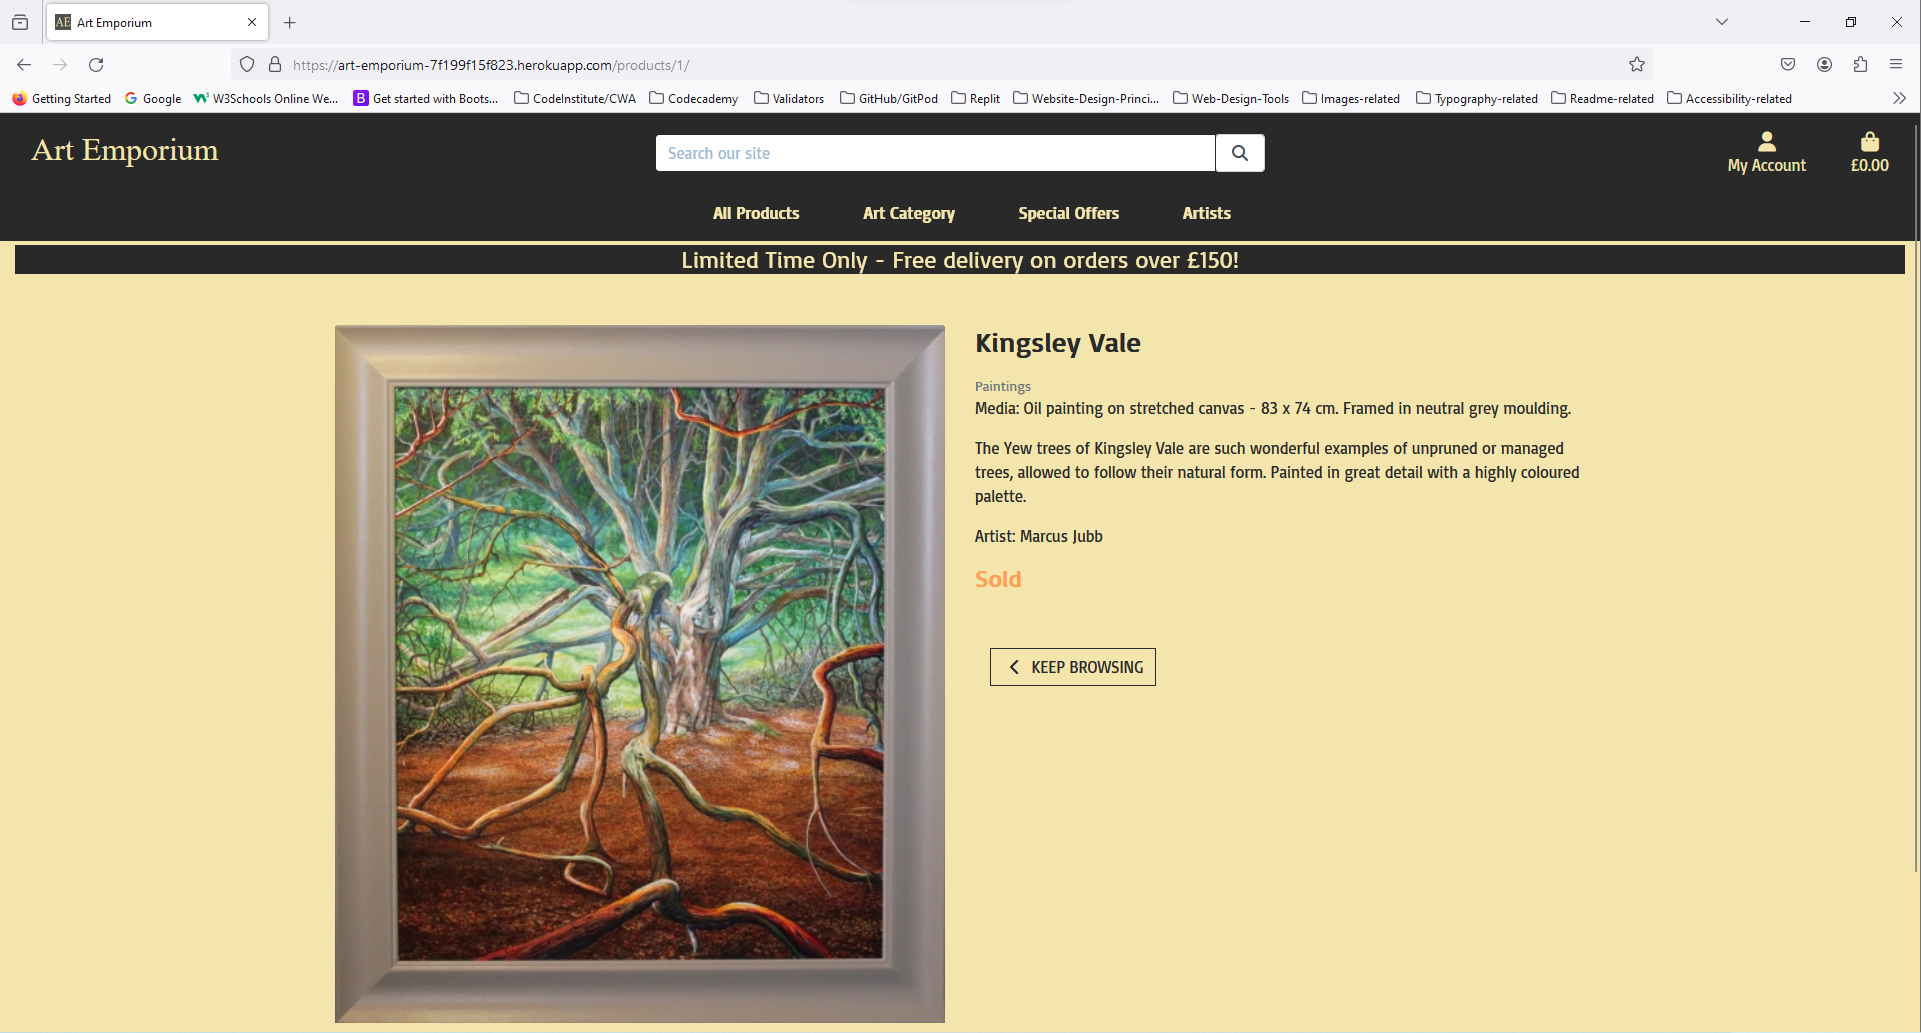 AE Art Emporium
https://art-emporium-7f199f15f823.herokuapp.com/products/1/
Getting Started Google W3Schools Online We... B Get started with Boots... CodeInstitute/CWA Codecademy Validators GitHub/GitPod Replit Website-Design-Princi... Web-Design-Tools Images-related Typography-related Readme-related Accessibility-related
Art Emporium
Search our site
My Account
£0.00
All Products Art Category Special Offers Artists
Limited Time Only - Free delivery on orders over £150!
Kingsley Vale
Paintings
Media: Oil painting on stretched canvas - 83 x 74 cm. Framed in neutral grey moulding.
The Yew trees of Kingsley Vale are such wonderful examples of unpruned or managed
trees, allowed to follow their natural form. Painted in great detail with a highly coloured
palette.
Artist: Marcus Jubb
Sold
KEEP BROWSING